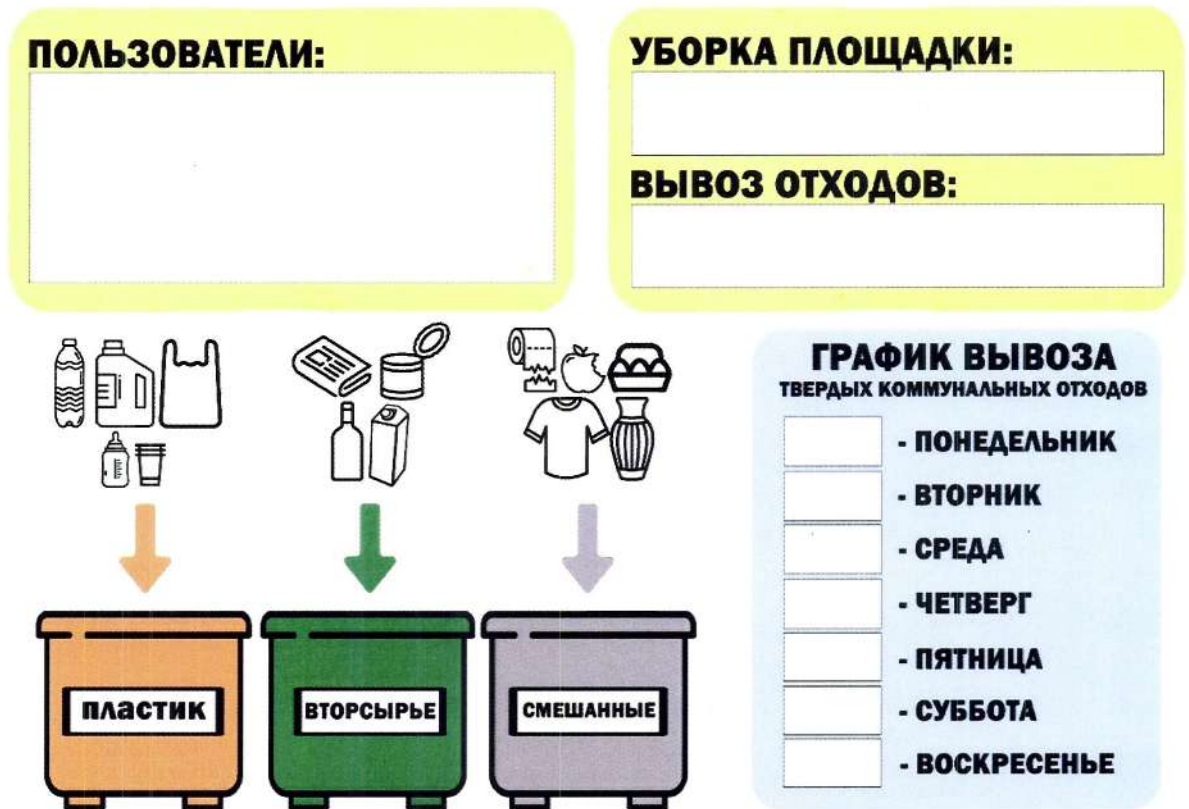 ПОЛЬЗОВАТЕЛИ:
УБОРКА ПЛОЩАДКИ:
ВЫВОЗ ОТХОДОВ:
ГРАФИК ВЫВОЗА
ТВЕРДЫХ КОММУНАЛЬНЫХ ОТХОДОВ
- ПОНЕДЕЛЬНИК
- ВТОРНИК
- СРЕДА
- ЧЕТВЕРГ
- ПЯТНИЦА
- СУББОТА
- ВОСКРЕСЕНЬЕ
ПЛАСТИК
ВТОРСЫРЬЕ
СМЕШАННЫЕ